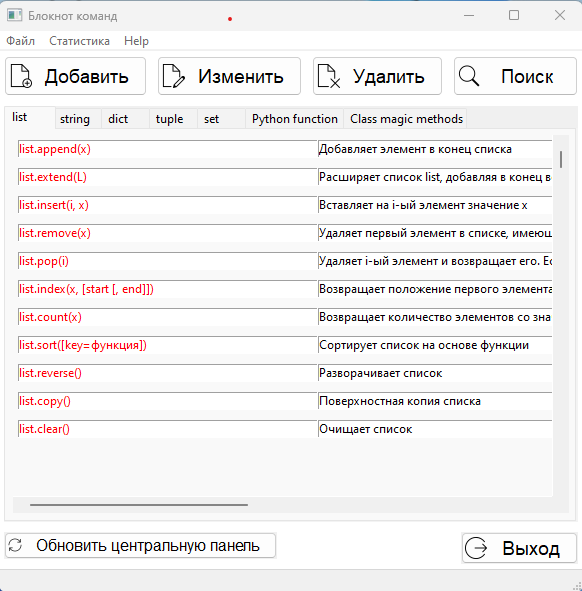 Блокнот команд
Файл Статистика Help
Добавить Изменить Удалить Поиск
list string dict tuple set Python function Class magic methods
list.append(x) Добавляет элемент в конец списка
list.extend(L) Расширяет список list, добавляя в конец в
list.insert(i, x) Вставляет на i-ый элемент значение x
list.remove(x) Удаляет первый элемент в списке, имеющ
list.pop(i) Удаляет i-ый элемент и возвращает его. Ес
list.index(x, [start [, end]]) Возвращает положение первого элемента
list.count(x) Возвращает количество элементов со зна
list.sort([key=функция]) Сортирует список на основе функции
list.reverse() Разворачивает список
list.copy() Поверхностная копия списка
list.clear() Очищает список
Обновить центральную панель Выход